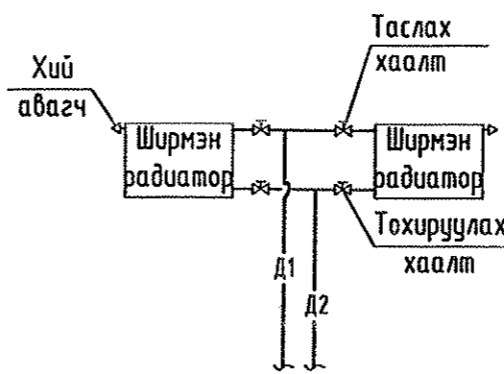 Таслах
хаалт
Хий
авагч
Ширмэн
радиатор
Ширмэн
радиатор
Тохируулах
хаалт
Д1
Д2